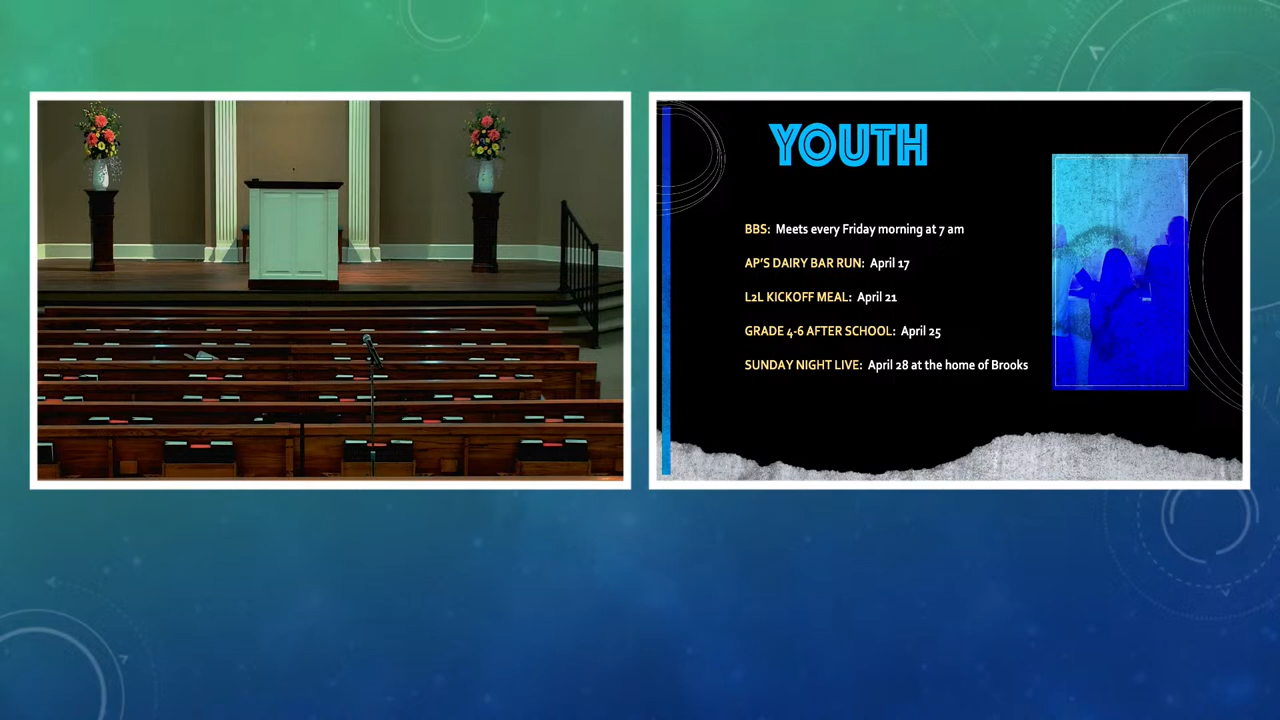 YOUTH
BBS: Meets every Friday morning at 7 am
AP'S DAIRY BAR RUN: April 17
L2L KICKOFF MEAL: April 21
GRADE 4-6 AFTER SCHOOL: April 25
SUNDAY NIGHT LIVE: April 28 at the home of Brooks